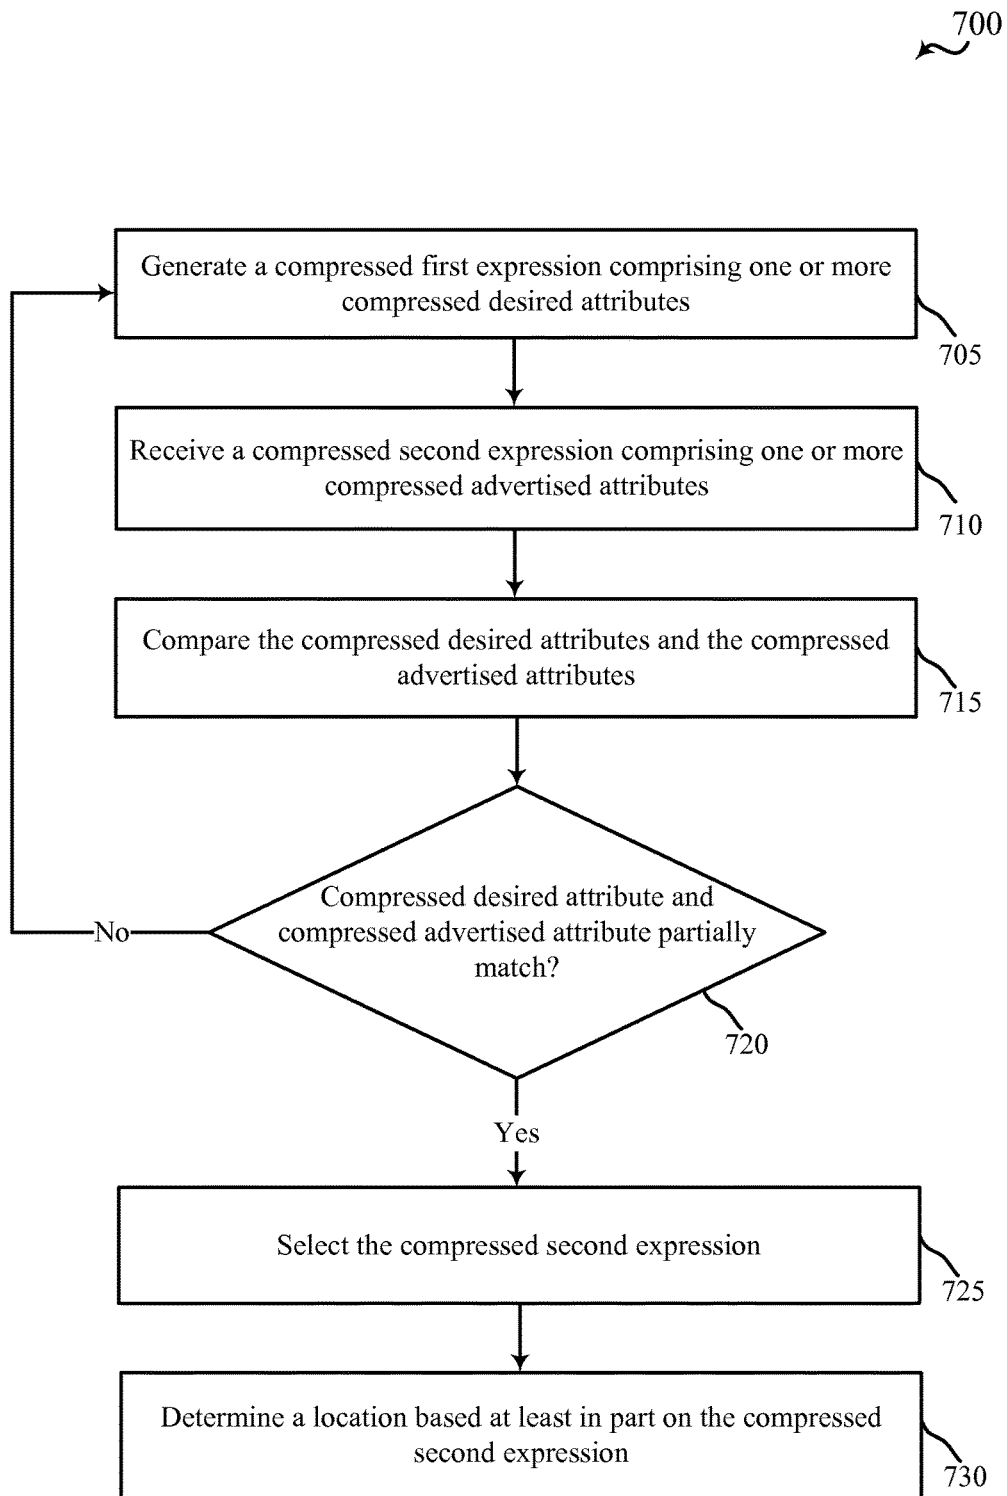 700
Generate a compressed first expression comprising one or more
compressed desired attributes
705
Receive a compressed second expression comprising one or more
compressed advertised attributes
710
Compare the compressed desired attributes and the compressed
advertised attributes
715
Compressed desired attribute and
compressed advertised attribute partially
match?
No
720
Yes
Select the compressed second expression
725
Determine a location based at least in part on the compressed
second expression
730